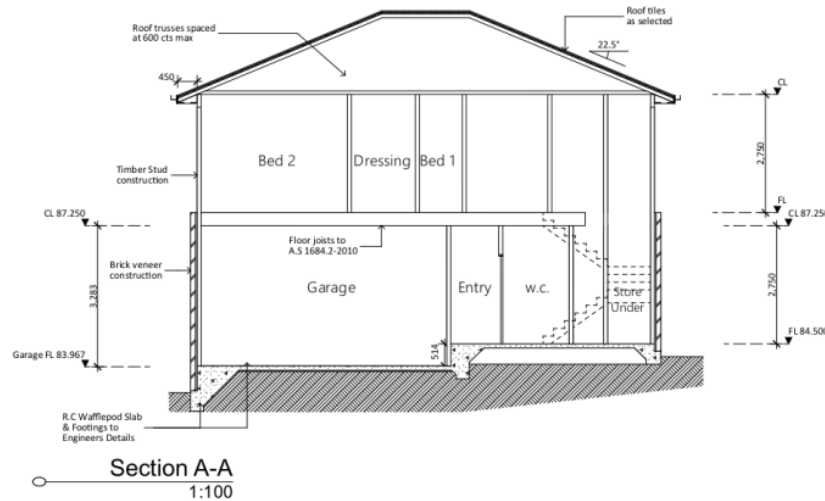 Roof trusses spaced
at 600 cts max
Roof tiles
as selected
22.5°
450
CL
Bed 2
Dressing
Bed 1
2,750
Timber Stud
construction
FL
CL 87.250
CL 87.250
Floor joists to
A.S 1684.2-2010
Brick veneer
construction
3,283
Garage
Entry
w.c.
Store
Under
2,750
514
FL 84.500
Garage FL 83.967
R.C Wafflepod Slab
& Footings to
Engineers Details
Section A-A
1:100